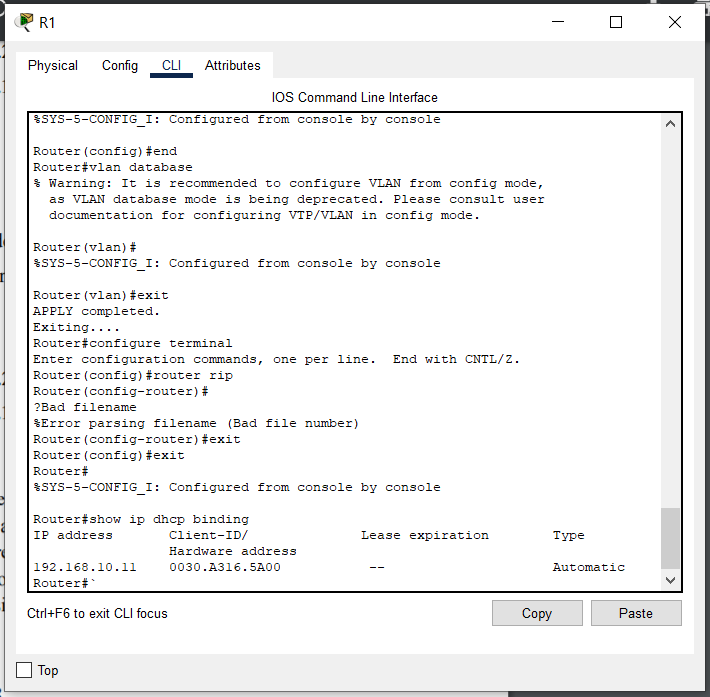 R1
Physical Config CLI Attributes
IOS Command Line Interface
%SYS-5-CONFIG_I: Configured from console by console
Router(config)#end
Router#vlan database
% Warning: It is recommended to configure VLAN from config mode,
as VLAN database mode is being deprecated. Please consult user
documentation for configuring VTP/VLAN in config mode.
Router(vlan)#
%SYS-5-CONFIG_I: Configured from console by console
Router(vlan)#exit
APPLY completed.
Exiting....
Router#configure terminal
Enter configuration commands, one per line.  End with CNTL/Z.
Router(config)#router rip
Router(config-router)#
?Bad filename
%Error parsing filename (Bad file number)
Router(config-router)#exit
Router(config)#exit
Router#
%SYS-5-CONFIG_I: Configured from console by console
Router#show ip dhcp binding
IP address Client-ID/ Lease expiration Type
Hardware address
192.168.10.11 0030.A316.5A00 -- Automatic
Router#`
Ctrl+F6 to exit CLI focus Copy Paste
Top